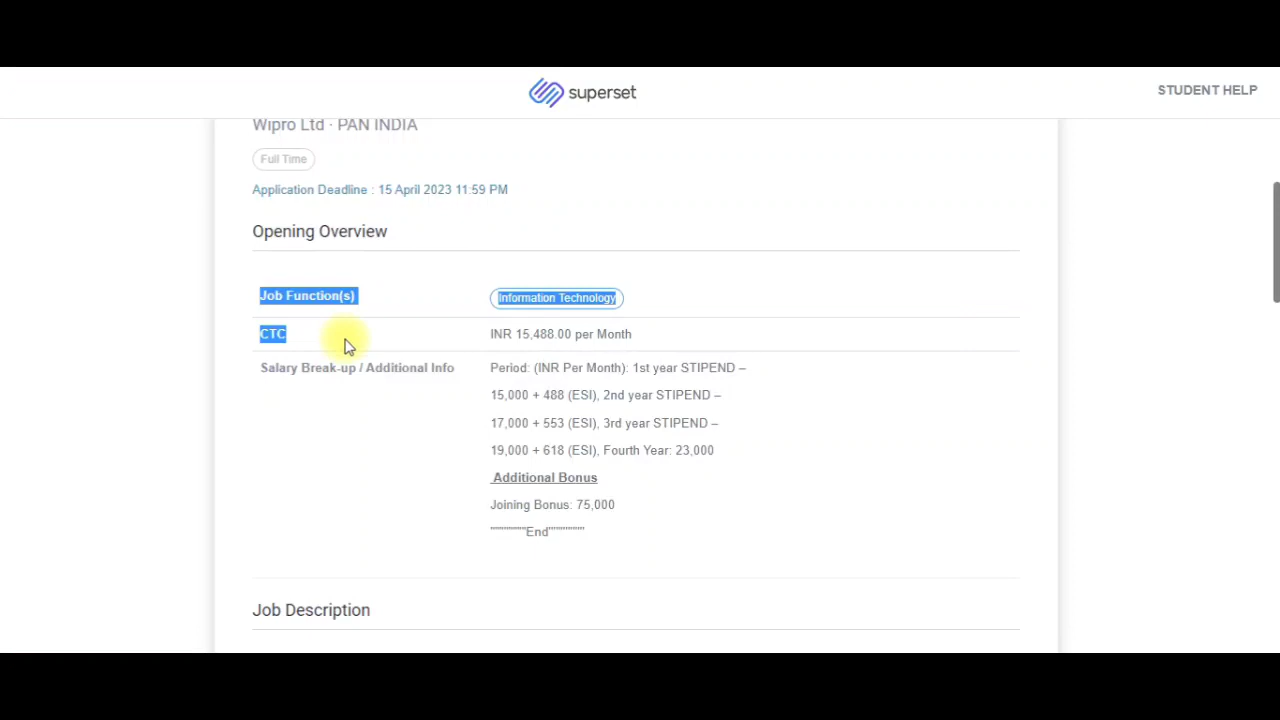 superset
STUDENT HELP
Wipro Ltd · PAN INDIA
Full Time
Application Deadline : 15 April 2023 11:59 PM
Opening Overview
Job Function(s)
Information Technology
CTC
INR 15,488.00 per Month
Salary Break-up / Additional Info
Period: (INR Per Month): 1st year STIPEND –
15,000 + 488 (ESI), 2nd year STIPEND –
17,000 + 553 (ESI), 3rd year STIPEND –
19,000 + 618 (ESI), Fourth Year: 23,000
Additional Bonus
Joining Bonus: 75,000
""""""""End""""""""
Job Description